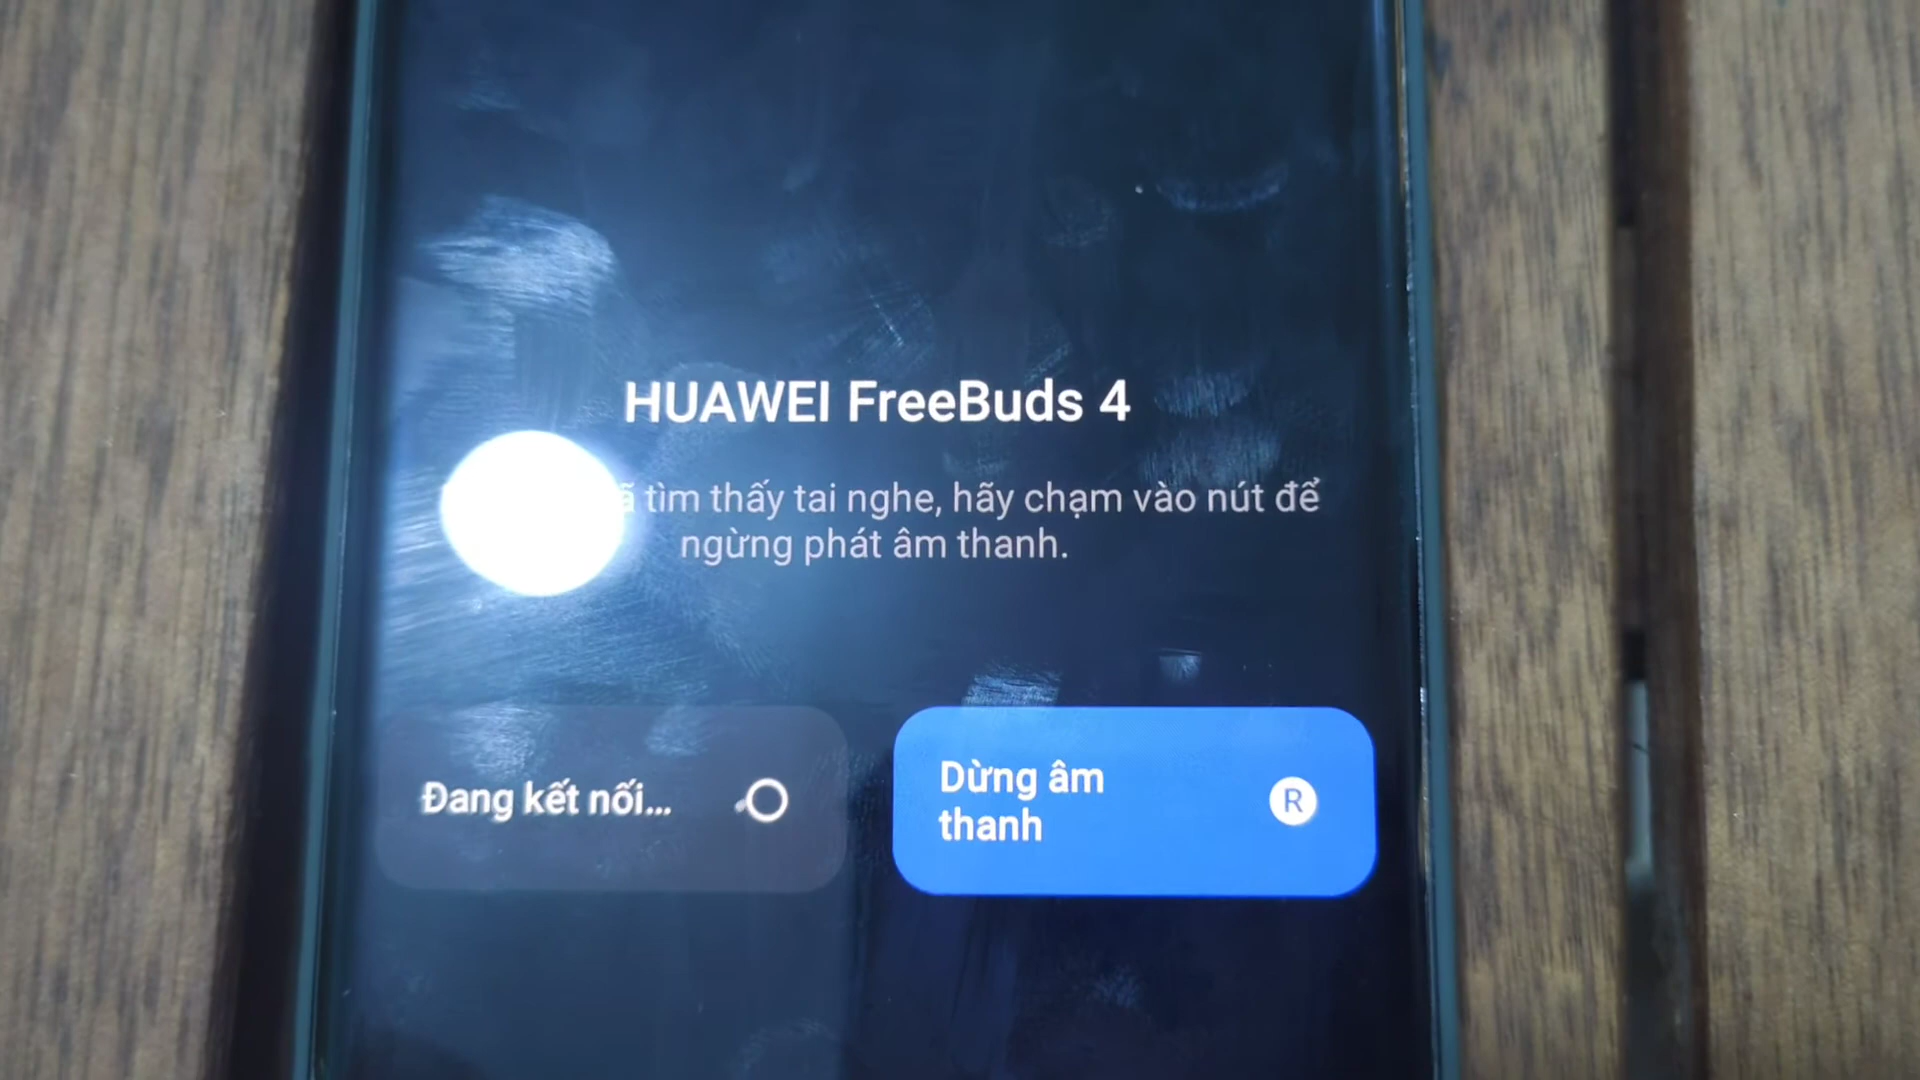 HUAWEI FreeBuds 4
tìm thấy tai nghe, hãy chạm vào nút để
ngừng phát âm thanh.
Đang kết nối...
Dừng âm
thanh
R